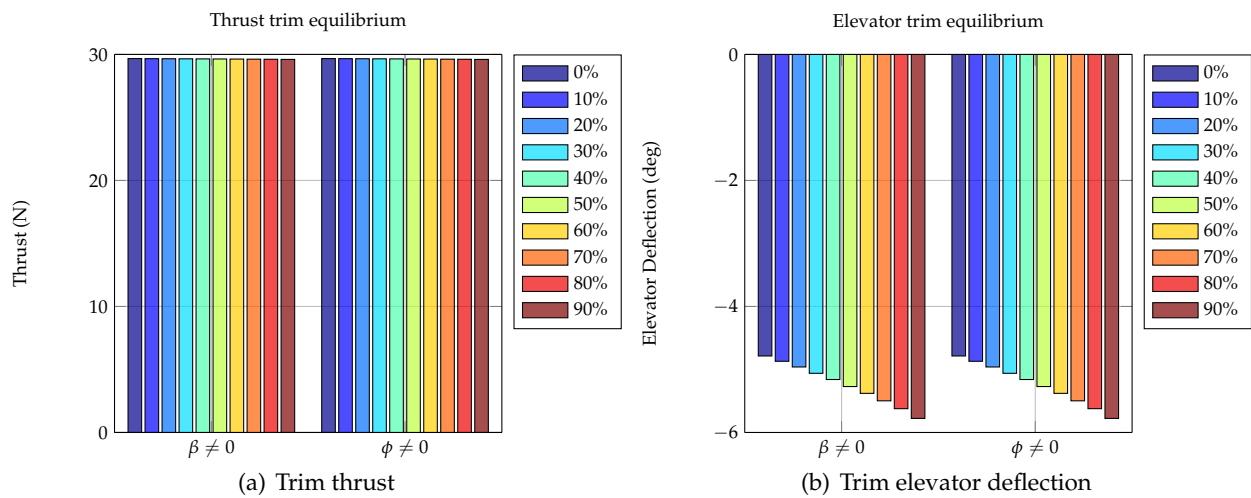 Thrust trim equilibrium
30
20
10
0
Thrust (N)
β ≠ 0
ϕ ≠ 0
0%
10%
20%
30%
40%
50%
60%
70%
80%
90%
(a) Trim thrust
Elevator trim equilibrium
0
−2
−4
−6
Elevator Deflection (deg)
β ≠ 0
ϕ ≠ 0
0%
10%
20%
30%
40%
50%
60%
70%
80%
90%
(b) Trim elevator deflection